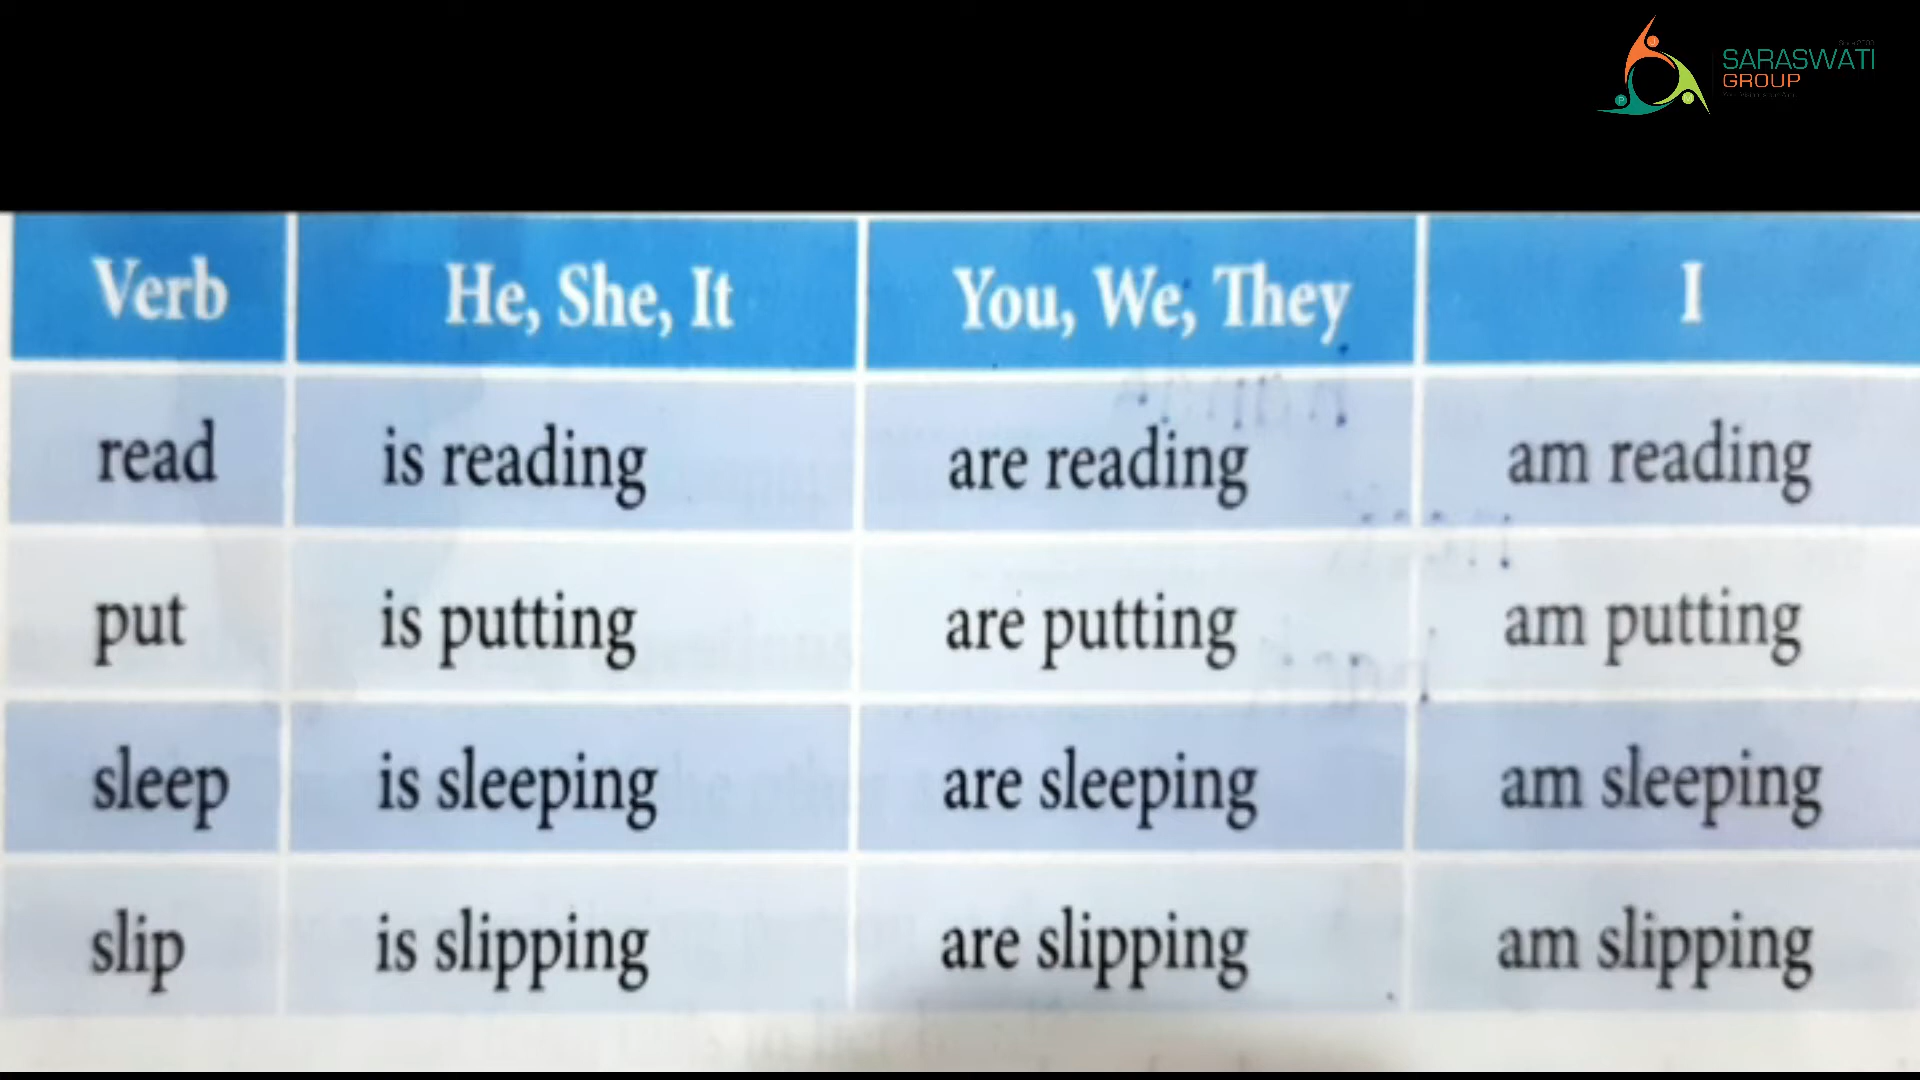 SARASWATI
GROUP
Verb He, She, It You, We, They I
read is reading are reading am reading
put is putting are putting am putting
sleep is sleeping are sleeping am sleeping
slip is slipping are slipping am slipping